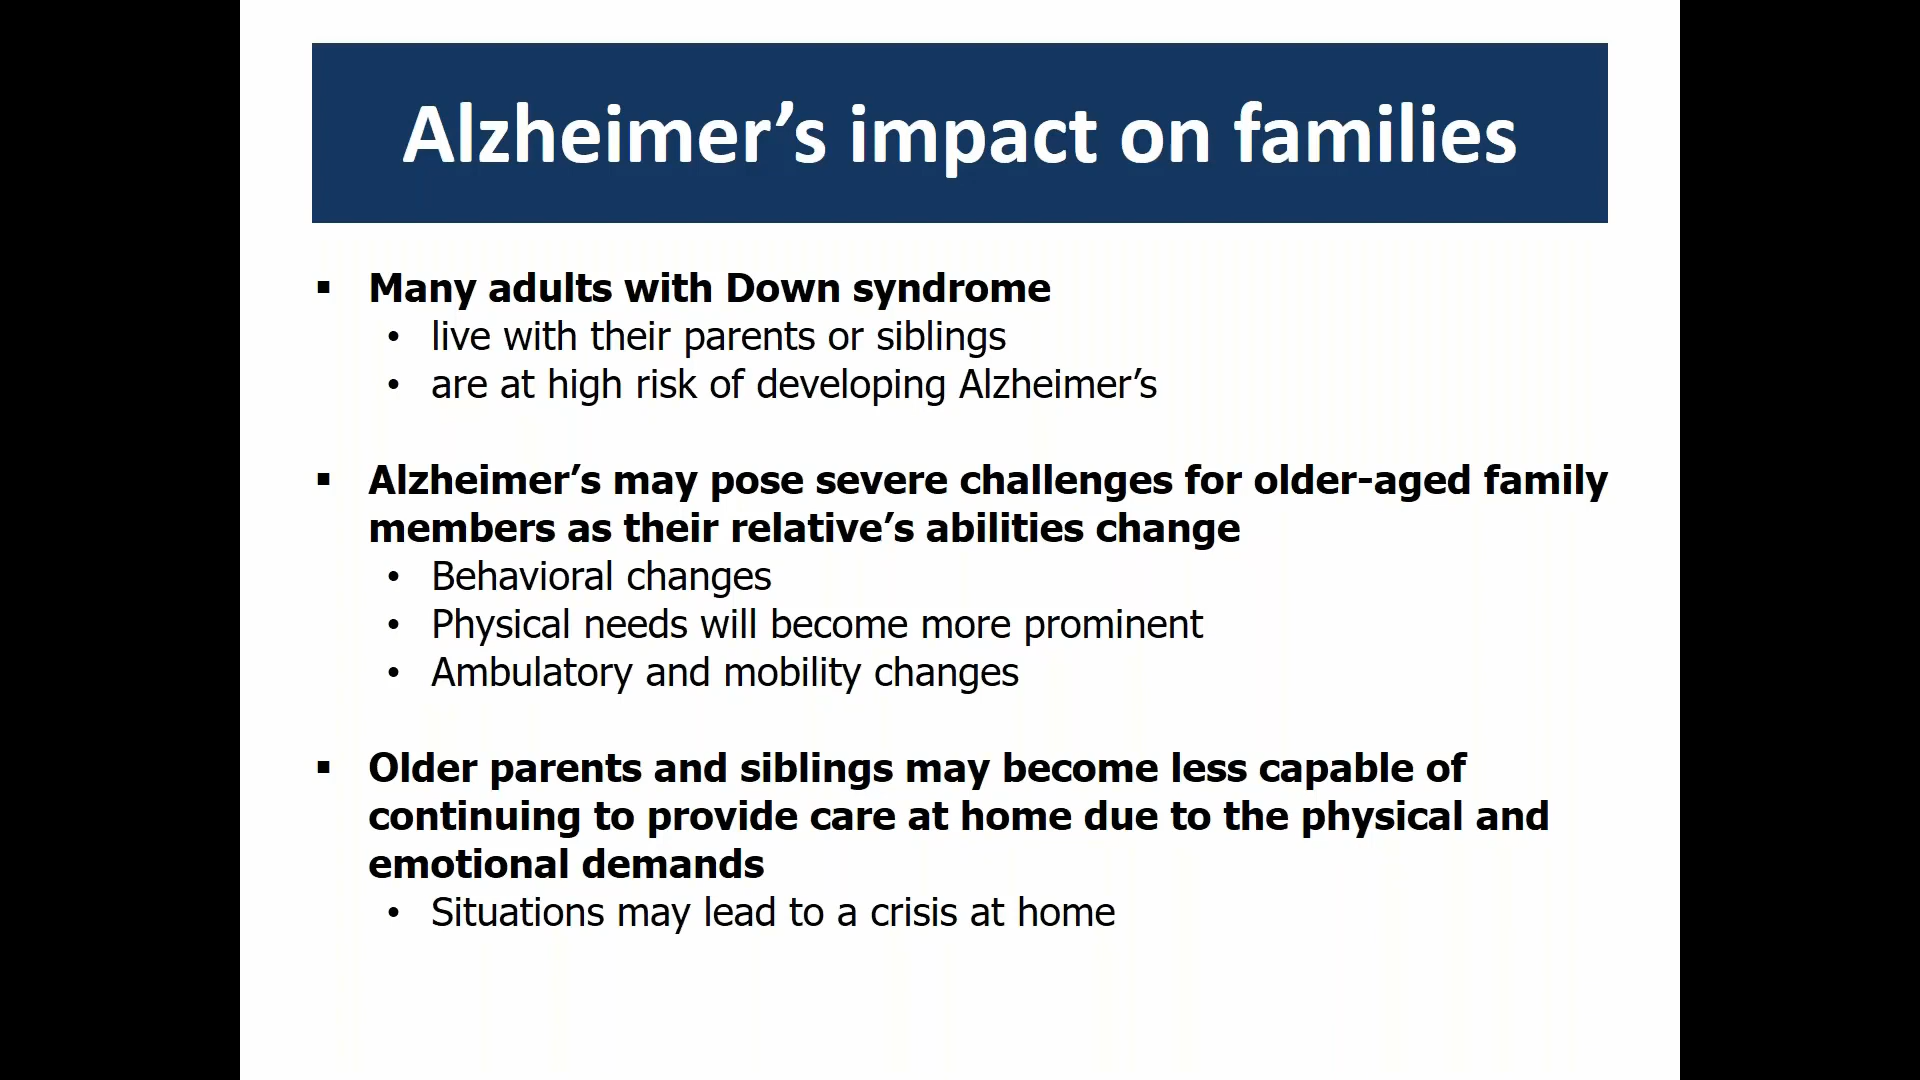 Alzheimer’s impact on families
▪ Many adults with Down syndrome
• live with their parents or siblings
• are at high risk of developing Alzheimer’s
▪ Alzheimer’s may pose severe challenges for older-aged family
members as their relative’s abilities change
• Behavioral changes
• Physical needs will become more prominent
• Ambulatory and mobility changes
▪ Older parents and siblings may become less capable of
continuing to provide care at home due to the physical and
emotional demands
• Situations may lead to a crisis at home